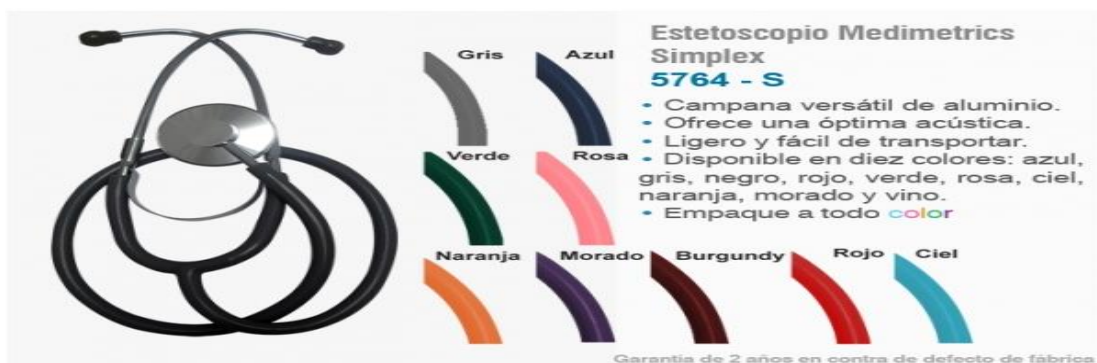 Estetoscopio Medimetrics
Simplex
5764 - S
• Campana versátil de aluminio.
• Ofrece una óptima acústica.
• Ligero y fácil de transportar.
• Disponible en diez colores: azul,
gris, negro, rojo, verde, rosa, ciel,
naranja, morado y vino.
• Empaque a todo color
Gris
Azul
Verde
Rosa
Naranja
Morado
Burgundy
Rojo
Ciel
Garantía de 2 años en contra de defecto de fábrica